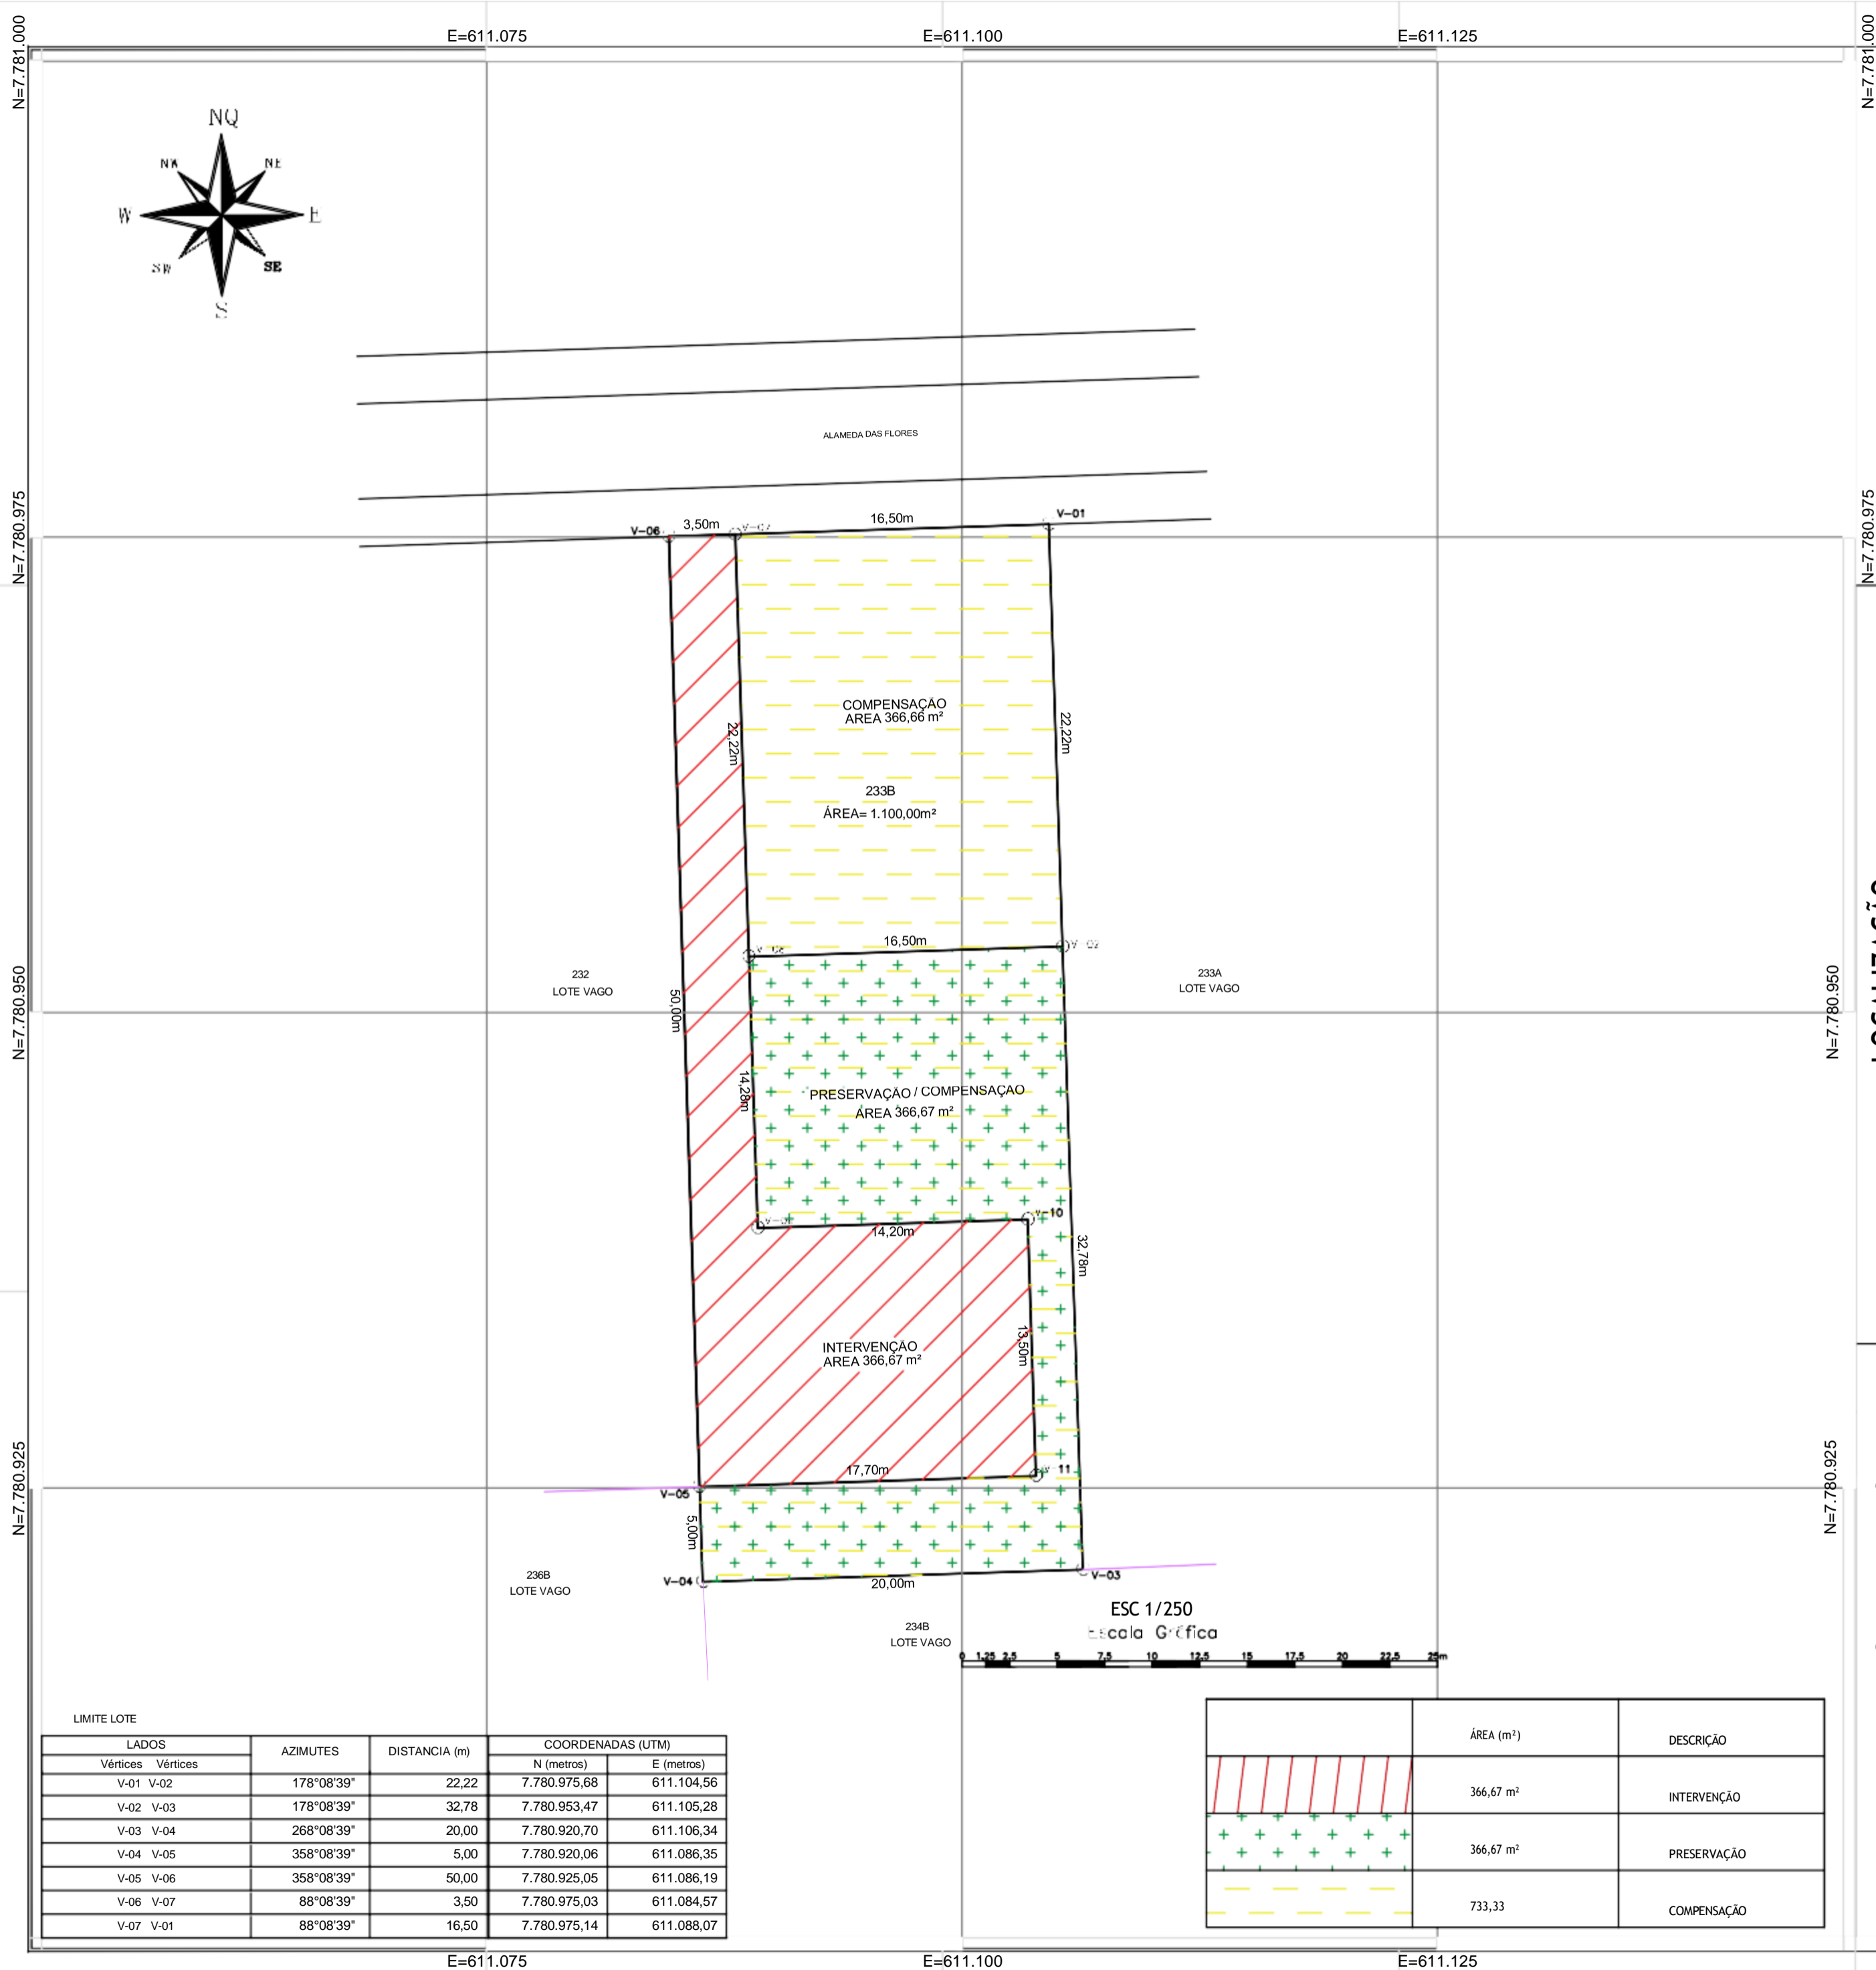 E=611.075
E=611.100
E=611.125
N=7.781.000
N=7.781.000
NQ
NW
NE
W
E
SW
SE
S
ALAMEDA DAS FLORES
N=7.780.975
N=7.780.975
V-06
3,50m
V-07
16,50m
V-01
COMPENSAÇÃO
AREA 366,66 m²
22,22m
22,22m
233B
ÁREA= 1.100,00m²
16,50m
V-08
V-02
232
LOTE VAGO
233A
LOTE VAGO
50,00m
N=7.780.950
N=7.780.950
14,28m
PRESERVAÇÃO / COMPENSAÇÃO
ÁREA 366,67 m²
V-10
14,20m
32,78m
13,50m
INTERVENÇÃO
AREA 366,67 m²
17,70m
V-11
V-05
N=7.780.925
N=7.780.925
5,00m
V-04
20,00m
V-03
236B
LOTE VAGO
234B
LOTE VAGO
ESC 1/250
Escala Gráfica
0 1,25 2,5 5 7,5 10 12,5 15 17,5 20 22,5 25m
LIMITE LOTE
LADOS AZIMUTES DISTANCIA (m) COORDENADAS (UTM)
Vértices Vértices N (metros) E (metros)
V-01 V-02 178°08'39" 22,22 7.780.975,68 611.104,56
V-02 V-03 178°08'39" 32,78 7.780.953,47 611.105,28
V-03 V-04 268°08'39" 20,00 7.780.920,70 611.106,34
V-04 V-05 358°08'39" 5,00 7.780.920,06 611.086,35
V-05 V-06 358°08'39" 50,00 7.780.925,05 611.086,19
V-06 V-07 88°08'39" 3,50 7.780.975,03 611.084,57
V-07 V-01 88°08'39" 16,50 7.780.975,14 611.088,07
ÁREA (m²) DESCRIÇÃO
366,67 m² INTERVENÇÃO
366,67 m² PRESERVAÇÃO
733,33 COMPENSAÇÃO
E=611.075
E=611.100
E=611.125